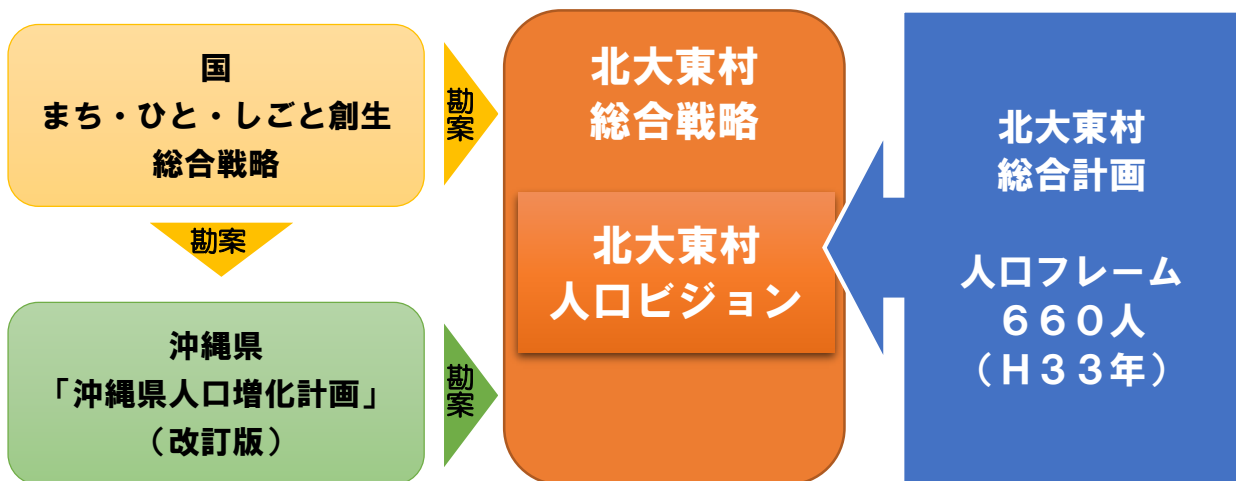 国
まち・ひと・しごと創生
総合戦略
勘案
沖縄県
「沖縄県人口増化計画」
（改訂版）
勘案
勘案
北大東村
総合戦略
北大東村
人口ビジョン
北大東村
総合計画
人口フレーム
６６０人
（Ｈ３３年）